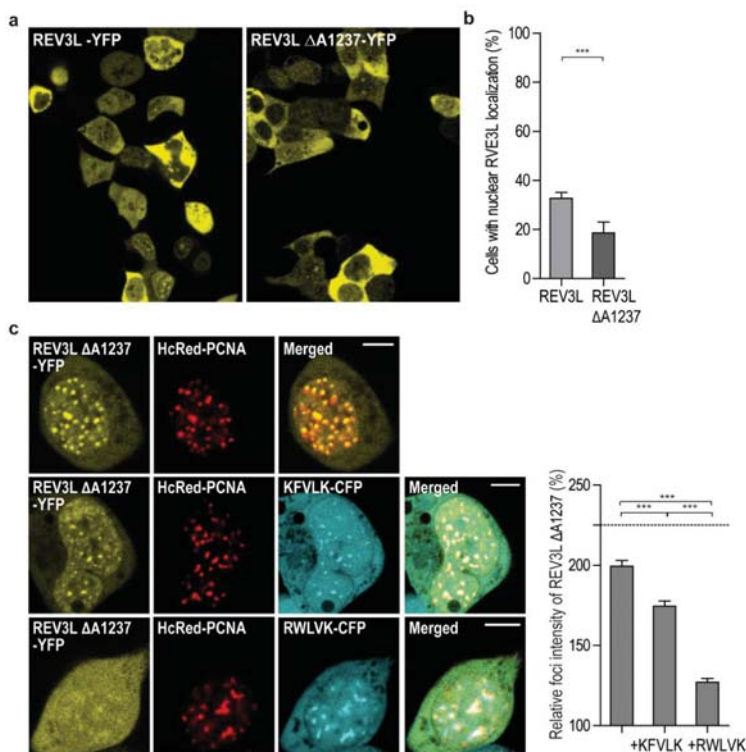 a
REV3L -YFP
REV3L ΔA1237-YFP
b
Cells with nuclear RVE3L localization (%)
100
80
60
40
20
0
***
REV3L
REV3L
ΔA1237
c
REV3L ΔA1237
-YFP
HcRed-PCNA
Merged
REV3L ΔA1237
-YFP
HcRed-PCNA
KFVLK-CFP
Merged
REV3L ΔA1237
-YFP
HcRed-PCNA
RWLVK-CFP
Merged
Relative foci intensity of REV3L ΔA1237 (%)
250
200
150
100
***
*** ***
+KFVLK +RWLVK